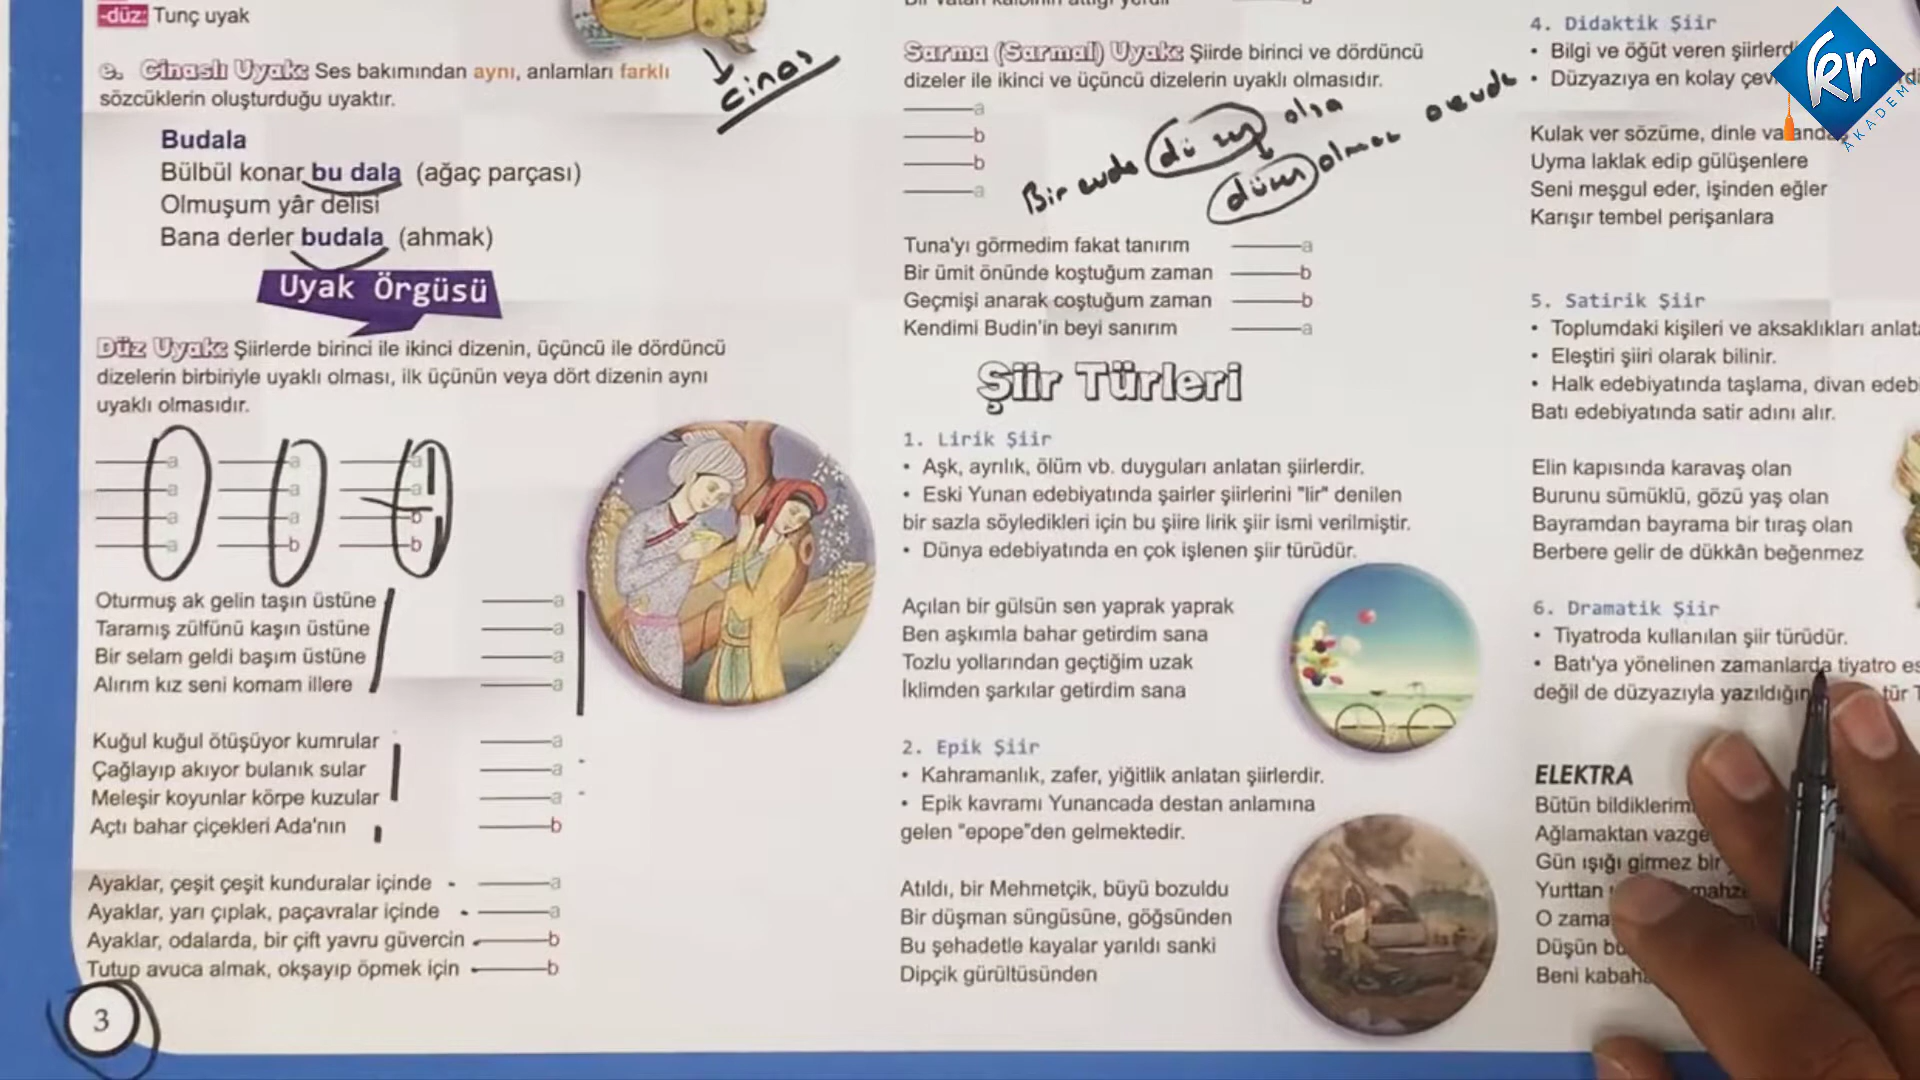 -düz: Tunç uyak
e. Cinaslı Uyak: Ses bakımından aynı, anlamları farklı
sözcüklerin oluşturduğu uyaktır.
cinas
Budala
Bülbül konar bu dala (ağaç parçası)
Olmuşum yâr delisi
Bana derler budala (ahmak)
Uyak Örgüsü
Düz Uyak: Şiirlerde birinci ile ikinci dizenin, üçüncü ile dördüncü
dizelerin birbiriyle uyaklı olması, ilk üçünün veya dört dizenin aynı
uyaklı olmasıdır.
a a a
a a a
a a b
a b b
Oturmuş ak gelin taşın üstüne a
Taramış zülfünü kaşın üstüne a
Bir selam geldi başım üstüne a
Alırım kız seni komam illere a
Kuğul kuğul ötüşüyor kumrular a
Çağlayıp akıyor bulanık sular a
Meleşir koyunlar körpe kuzular a
Açtı bahar çiçekleri Ada'nın b
Ayaklar, çeşit çeşit kunduralar içinde a
Ayaklar, yarı çıplak, paçavralar içinde a
Ayaklar, odalarda, bir çift yavru güvercin b
Tutup avuca almak, okşayıp öpmek için b
3
Sarma (Sarmal) Uyak: Şiirde birinci ve dördüncü
dizeler ile ikinci ve üçüncü dizelerin uyaklı olmasıdır.
a
b
b
a
Bir evde olsa
olmaz
Tuna'yı görmedim fakat tanırım a
Bir ümit önünde koştuğum zaman b
Geçmişi anarak coştuğum zaman b
Kendimi Budin'in beyi sanırım a
Şiir Türleri
1. Lirik Şiir
• Aşk, ayrılık, ölüm vb. duyguları anlatan şiirlerdir.
• Eski Yunan edebiyatında şairler şiirlerini "lir" denilen
bir sazla söyledikleri için bu şiire lirik şiir ismi verilmiştir.
• Dünya edebiyatında en çok işlenen şiir türüdür.
Açılan bir gülsün sen yaprak yaprak
Ben aşkımla bahar getirdim sana
Tozlu yollarından geçtiğim uzak
İklimden şarkılar getirdim sana
2. Epik Şiir
• Kahramanlık, zafer, yiğitlik anlatan şiirlerdir.
• Epik kavramı Yunancada destan anlamına
gelen "epope"den gelmektedir.
Atıldı, bir Mehmetçik, büyü bozuldu
Bir düşman süngüsüne, göğsünden
Bu şehadetle kayalar yarıldı sanki
Dipçik gürültüsünden
4. Didaktik Şiir
• Bilgi ve öğüt veren
• Düzyazıya en kolay
Kulak ver sözüme, dinle
Uyma laklak edip gülüşenlere
Seni meşgul eder, işinden eğler
Karışır tembel perişanlara
5. Satirik Şiir
• Toplumdaki kişileri ve aksaklıkları
• Eleştiri şiiri olarak bilinir.
• Halk edebiyatında taşlama, divan
Batı edebiyatında satir adını alır.
Elin kapısında karavaş olan
Burunu sümüklü, gözü yaş olan
Bayramdan bayrama bir tıraş olan
Berbere gelir de dükkân beğenmez
6. Dramatik Şiir
• Tiyatroda kullanılan şiir türüdür.
• Batı'ya yönelinen zamanlarda tiyatro
değil de düzyazıyla tür
ELEKTRA
Bütün bildiklerim
Ağlamaktan
Gün ışığı girmez bir
Yurttan
O
Düşün
Beni
kr
AKADEMİ